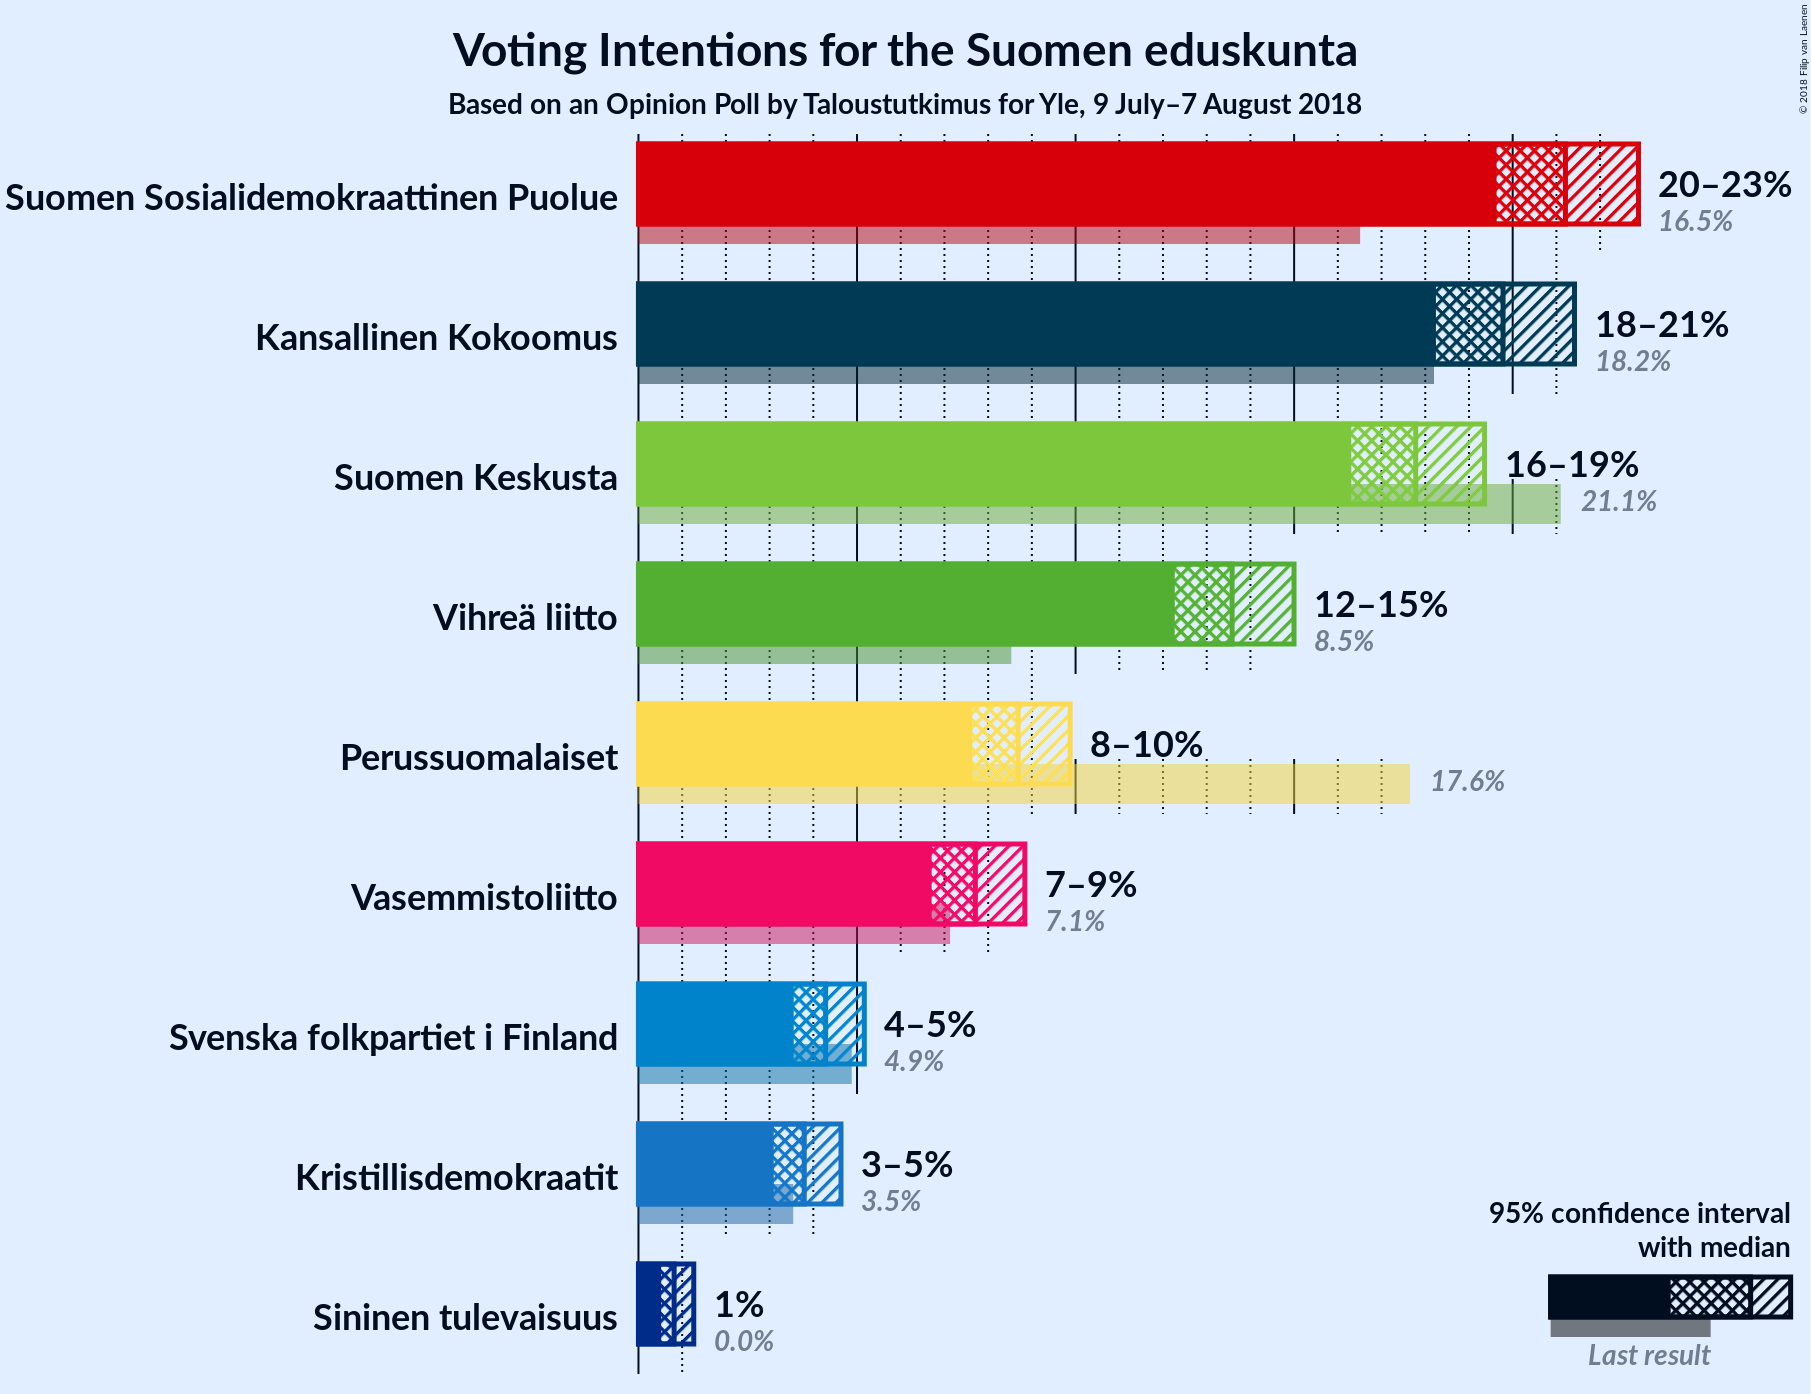 Voting Intentions for the Suomen eduskunta
Based on an Opinion Poll by Taloustutkimus for Yle, 9 July–7 August 2018
© 2018 Filip van Laenen
Suomen Sosialidemokraattinen Puolue
20–23%
16.5%
Kansallinen Kokoomus
18–21%
18.2%
Suomen Keskusta
16–19%
21.1%
Vihreä liitto
12–15%
8.5%
Perussuomalaiset
8–10%
17.6%
Vasemmistoliitto
7–9%
7.1%
Svenska folkpartiet i Finland
4–5%
4.9%
Kristillisdemokraatit
3–5%
3.5%
Sininen tulevaisuus
1%
0.0%
95% confidence interval
with median
Last result